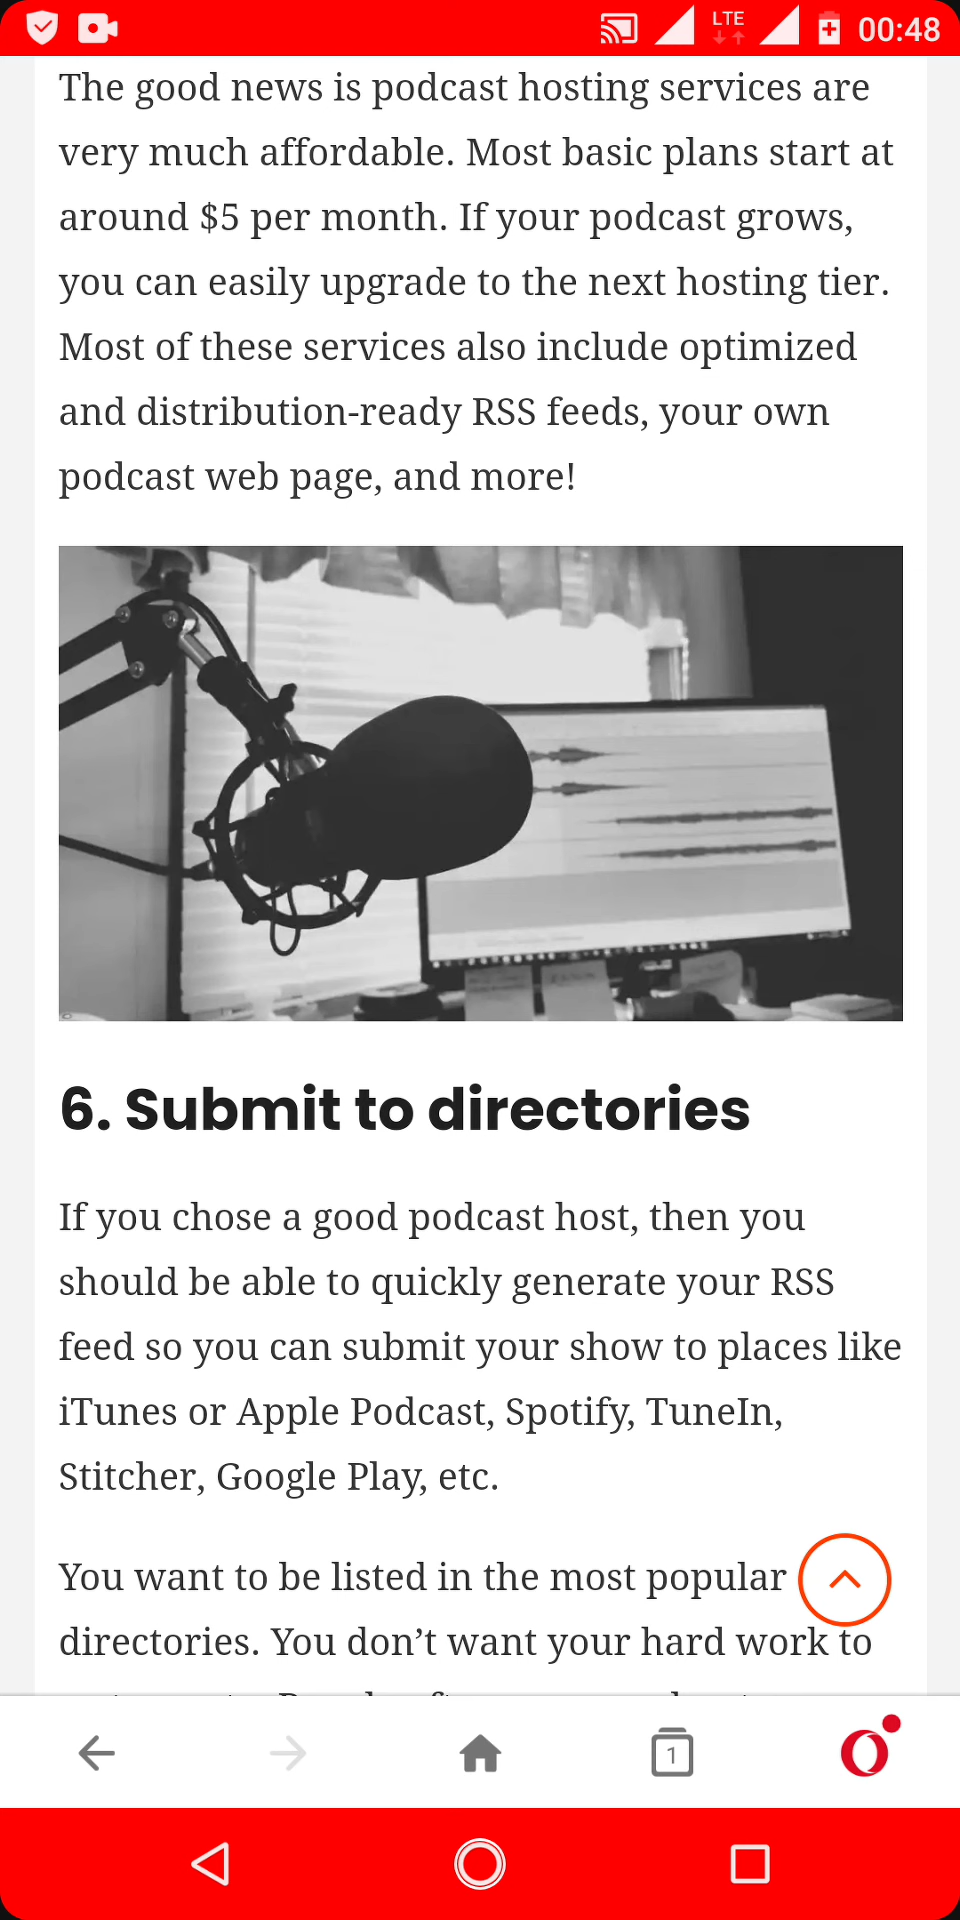 LTE
00:48
The good news is podcast hosting services are
very much affordable. Most basic plans start at
around $5 per month. If your podcast grows,
you can easily upgrade to the next hosting tier.
Most of these services also include optimized
and distribution-ready RSS feeds, your own
podcast web page, and more!
6. Submit to directories
If you chose a good podcast host, then you
should be able to quickly generate your RSS
feed so you can submit your show to places like
iTunes or Apple Podcast, Spotify, TuneIn,
Stitcher, Google Play, etc.
You want to be listed in the most popular
directories. You don’t want your hard work to
1